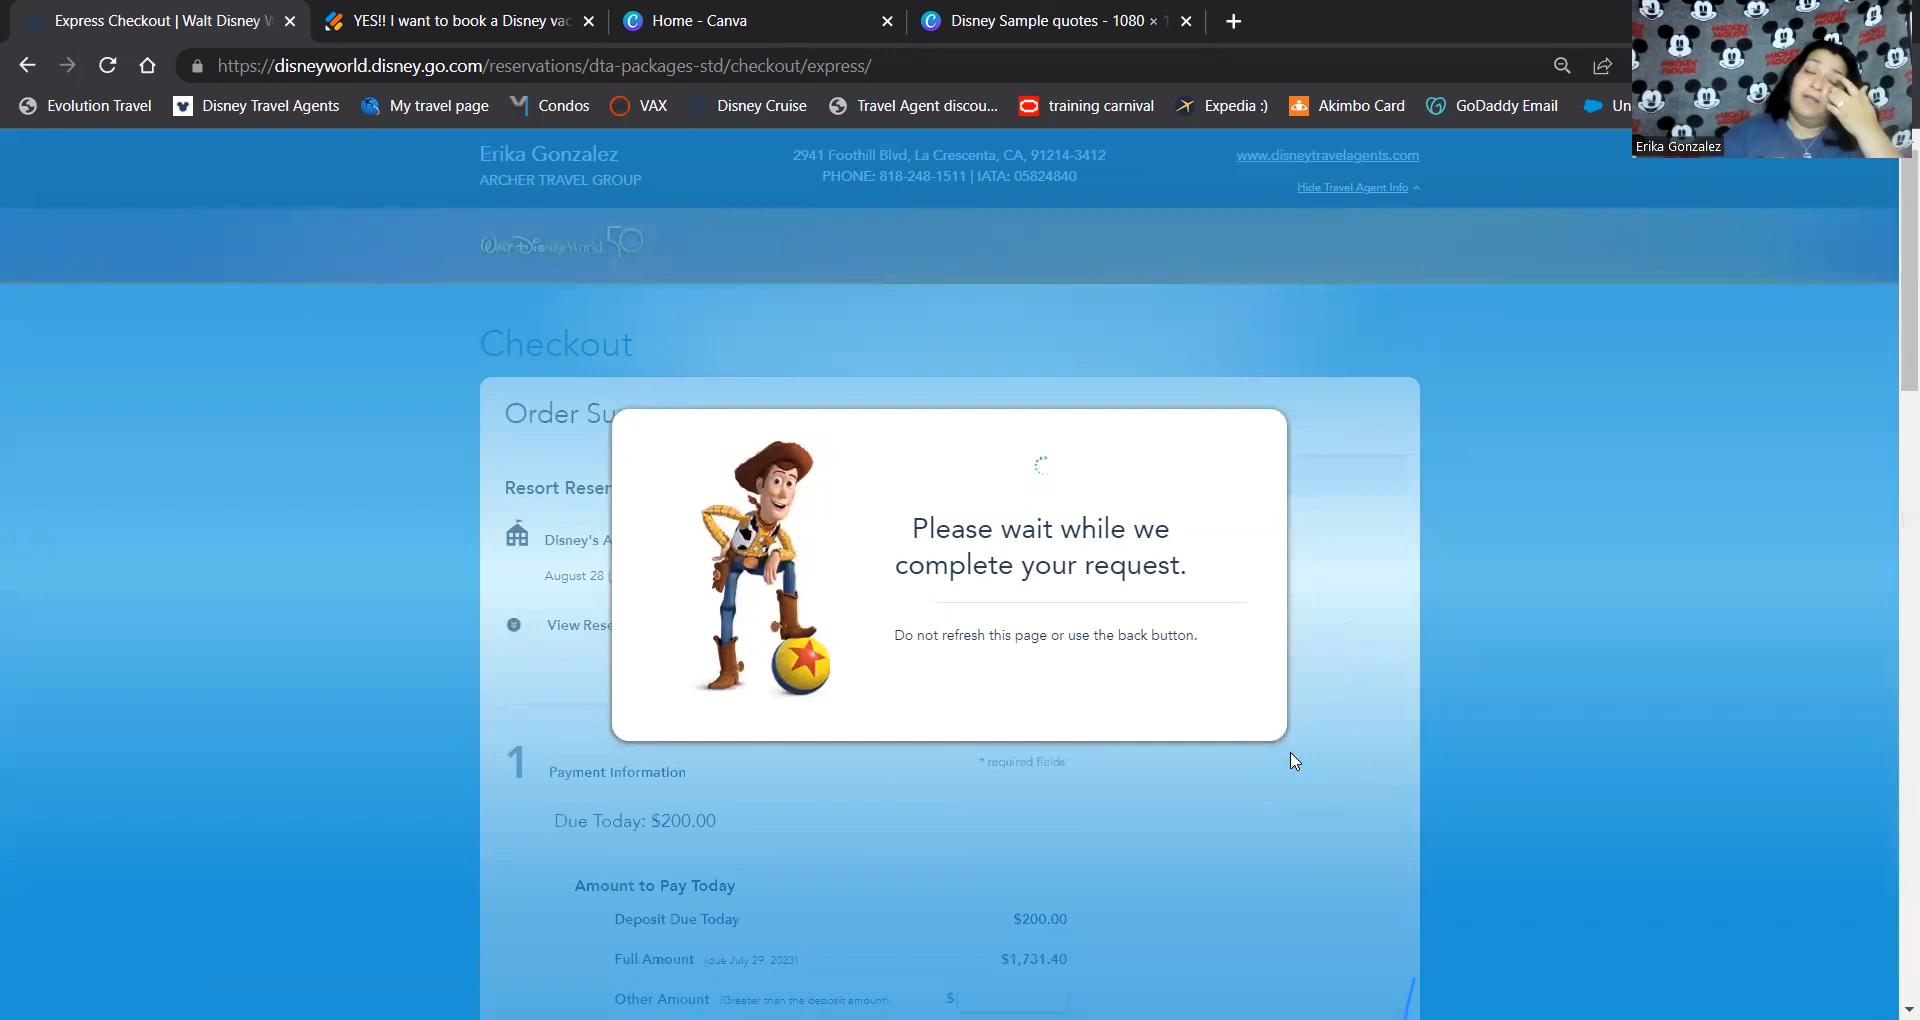 Express Checkout | Walt Disney W
YES!! I want to book a Disney vac
Home - Canva
Disney Sample quotes - 1080 × 1
https://disneyworld.disney.go.com/reservations/dta-packages-std/checkout/express/
Evolution Travel
Disney Travel Agents
My travel page
Condos
VAX
Disney Cruise
Travel Agent discou...
training carnival
Expedia :)
Akimbo Card
GoDaddy Email
Un
Erika Gonzalez
Erika Gonzalez
ARCHER TRAVEL GROUP
2941 Foothill Blvd, La Crescenta, CA, 91214-3412
PHONE: 818-248-1511 | IATA: 05824840
www.disneytravelagents.com
Hide Travel Agent Info
Walt Disney World. 50
Checkout
Order Su
Resort Reser
Disney's A
August 28 (
View Rese
Please wait while we
complete your request.
Do not refresh this page or use the back button.
1
Payment Information
* required fields
Due Today: $200.00
Amount to Pay Today
Deposit Due Today $200.00
Full Amount (due July 29, 2023) $1,731.40
Other Amount (Greater than the deposit amount) $